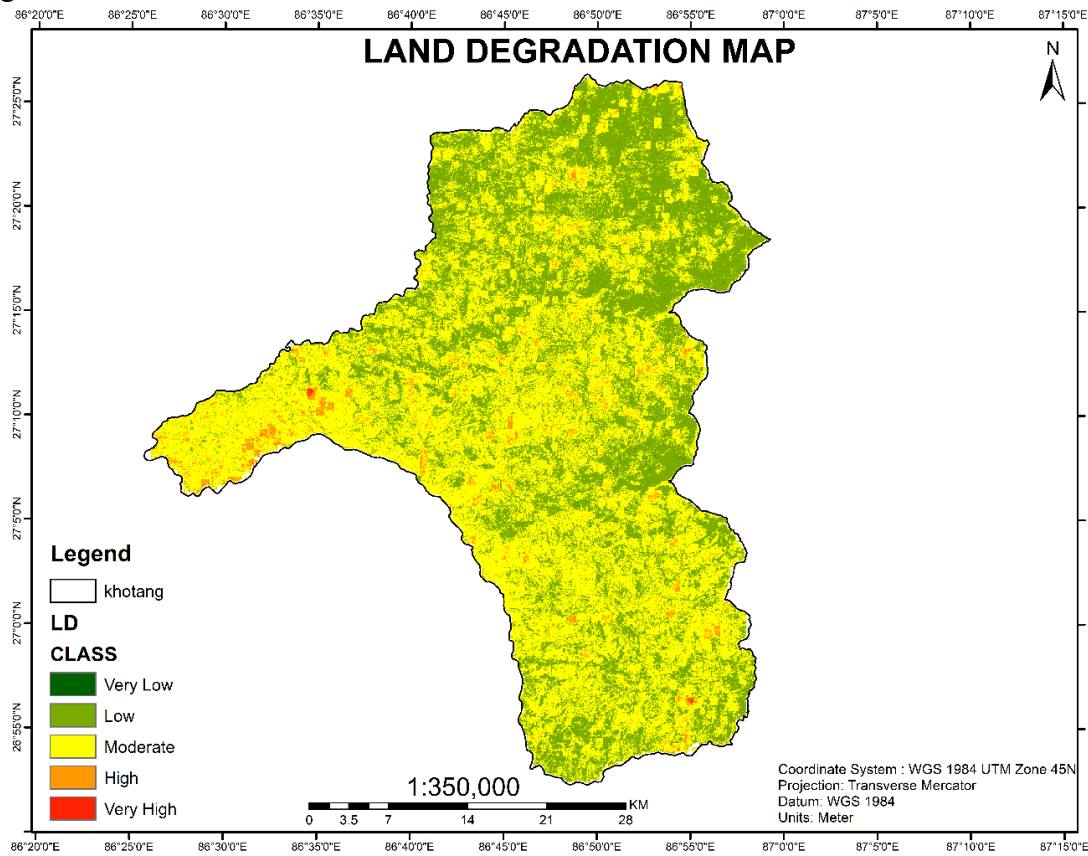 86°20'0"E 86°25'0"E 86°30'0"E 86°35'0"E 86°40'0"E 86°45'0"E 86°50'0"E 86°55'0"E 87°0'0"E 87°5'0"E 87°10'0"E 87°15'0"E
LAND DEGRADATION MAP
N
27°25'0"N
27°20'0"N
27°15'0"N
27°10'0"N
27°5'0"N
27°0'0"N
26°55'0"N
Legend
khotang
LD
CLASS
Very Low
Low
Moderate
High
Very High
1:350,000
KM
0 3.5 7 14 21 28
Coordinate System : WGS 1984 UTM Zone 45N
Projection: Transverse Mercator
Datum: WGS 1984
Units: Meter
86°20'0"E 86°25'0"E 86°30'0"E 86°35'0"E 86°40'0"E 86°45'0"E 86°50'0"E 86°55'0"E 87°0'0"E 87°5'0"E 87°10'0"E 87°15'0"E